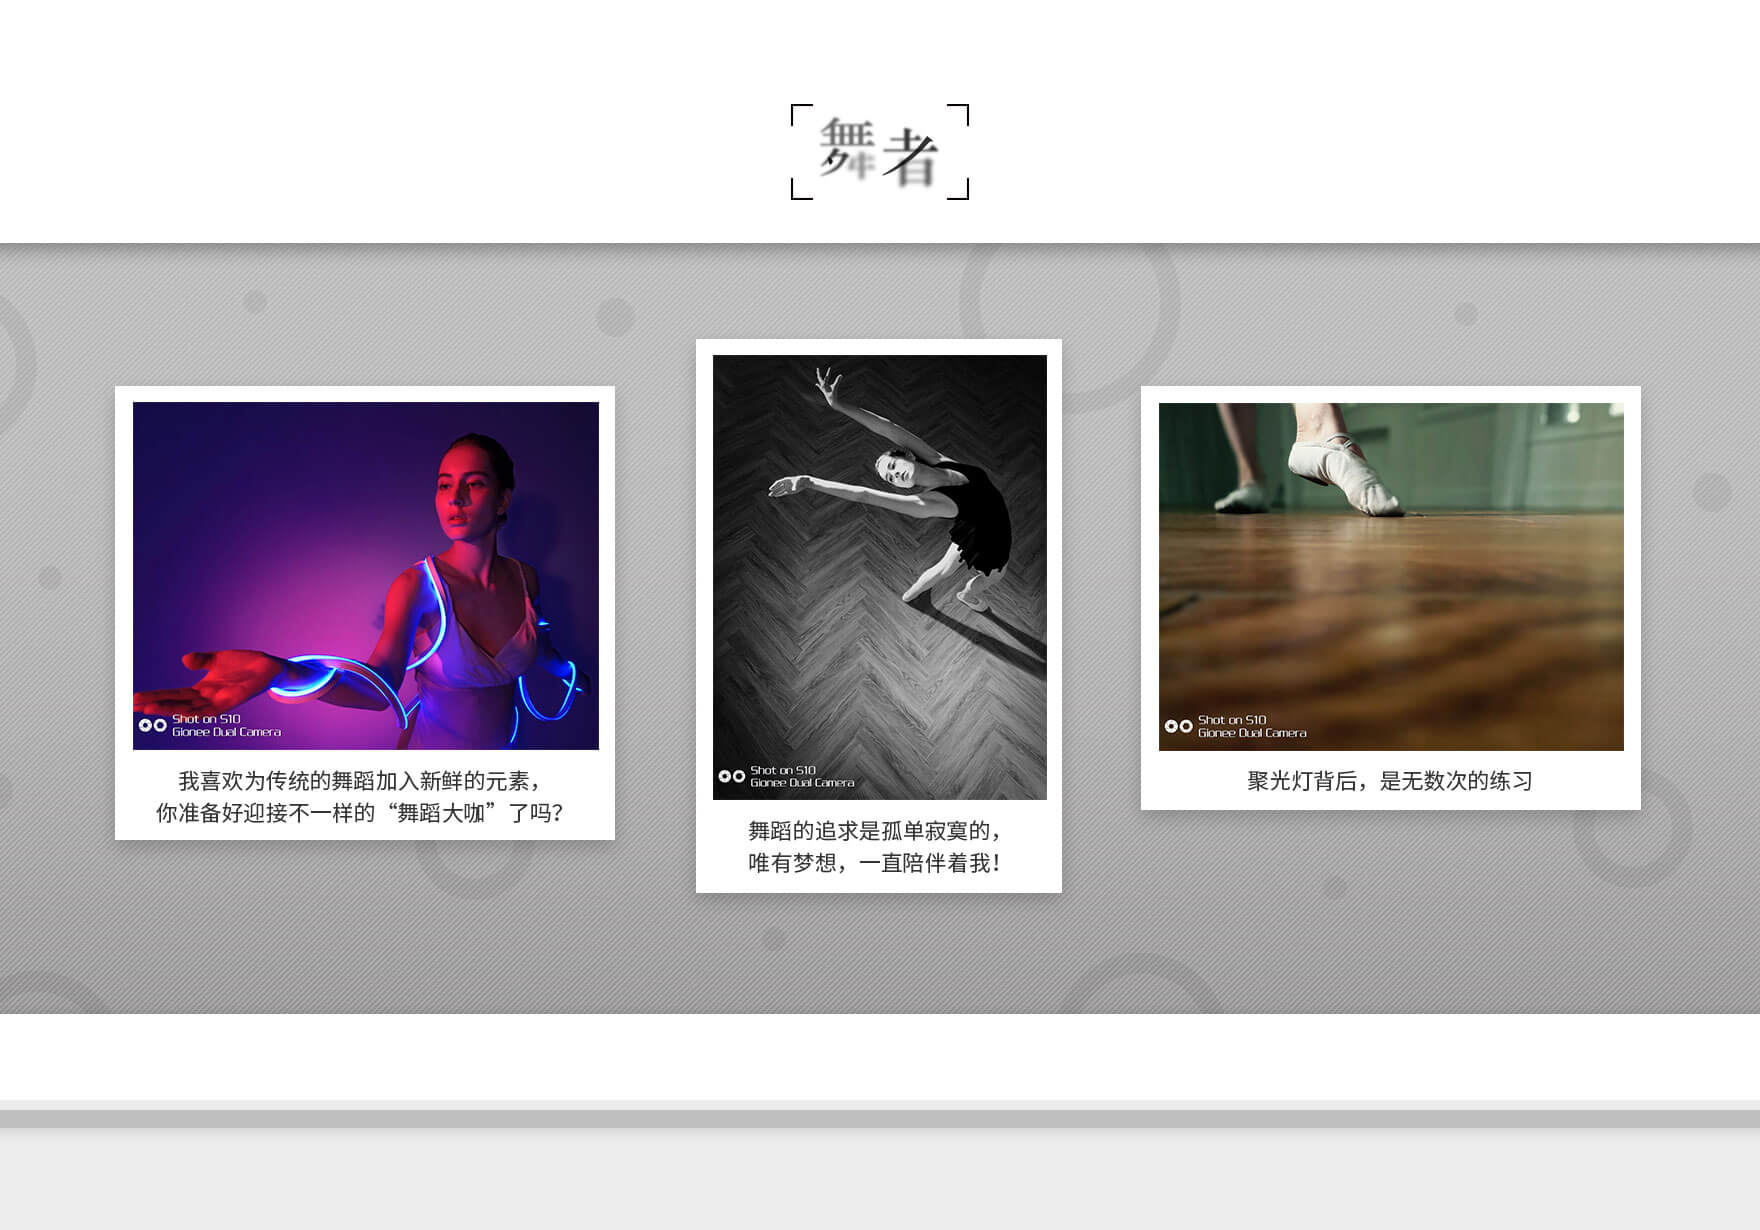 舞者
Shot on S10
Gionee Dual Camera
我喜欢为传统的舞蹈加入新鲜的元素，
你准备好迎接不一样的“舞蹈大咖”了吗？
Shot on S10
Gionee Dual Camera
舞蹈的追求是孤单寂寞的，
唯有梦想，一直陪伴着我！
Shot on S10
Gionee Dual Camera
聚光灯背后，是无数次的练习